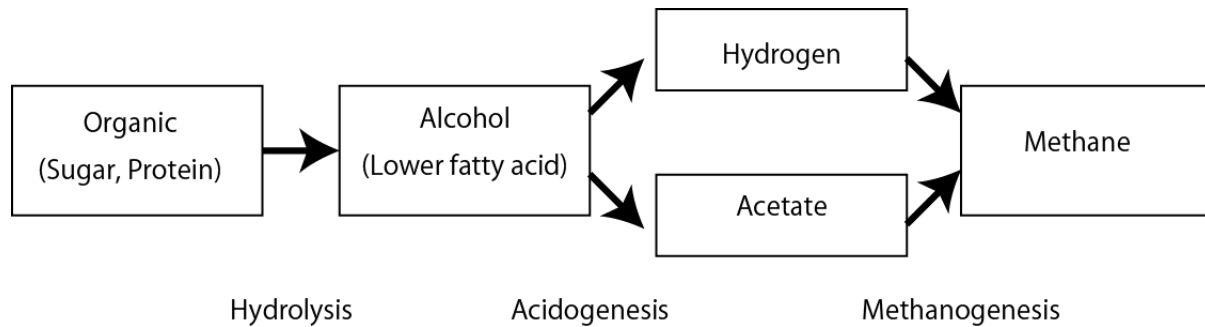 Organic
(Sugar, Protein)
Alcohol
(Lower fatty acid)
Hydrogen
Acetate
Methane
Hydrolysis
Acidogenesis
Methanogenesis